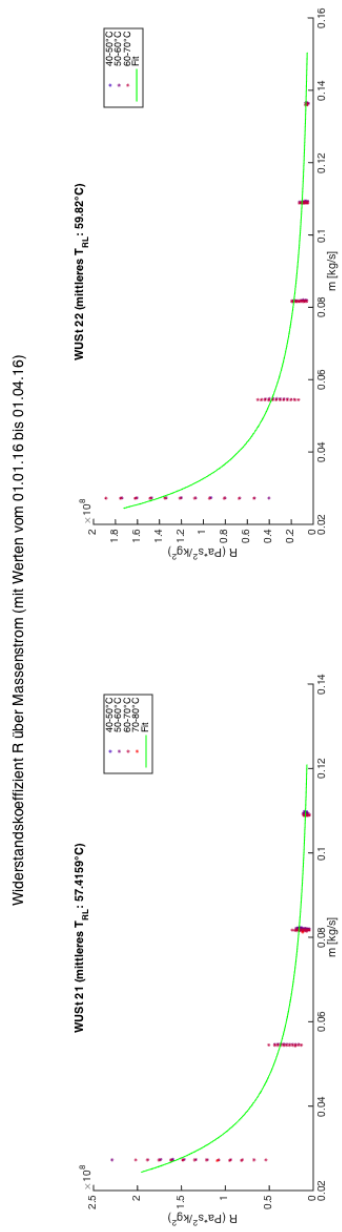 Widerstandskoeffizient R über Massenstrom (mit Werten vom 01.01.16 bis 01.04.16)
WUSt 21 (mittleres T_RL: 57.4159°C)
×10^8
2.5
2
1.5
1
0.5
0
R (Pa*s²/kg²)
0.02
0.04
0.06
0.08
0.1
0.12
0.14
m [kg/s]
40-50°C
50-60°C
60-70°C
70-80°C
Fit
WUSt 22 (mittleres T_RL: 59.82°C)
×10^8
2
1.8
1.6
1.4
1.2
1
0.8
0.6
0.4
0.2
0
R (Pa*s²/kg²)
0.02
0.04
0.06
0.08
0.1
0.12
0.14
0.16
m [kg/s]
40-50°C
50-60°C
60-70°C
Fit